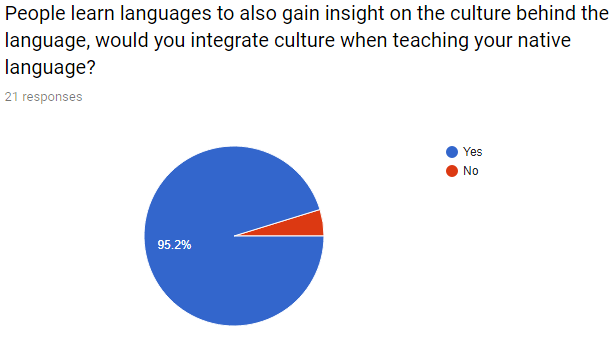 People learn languages to also gain insight on the culture behind the
language, would you integrate culture when teaching your native
language?
21 responses
Yes
No
95.2%